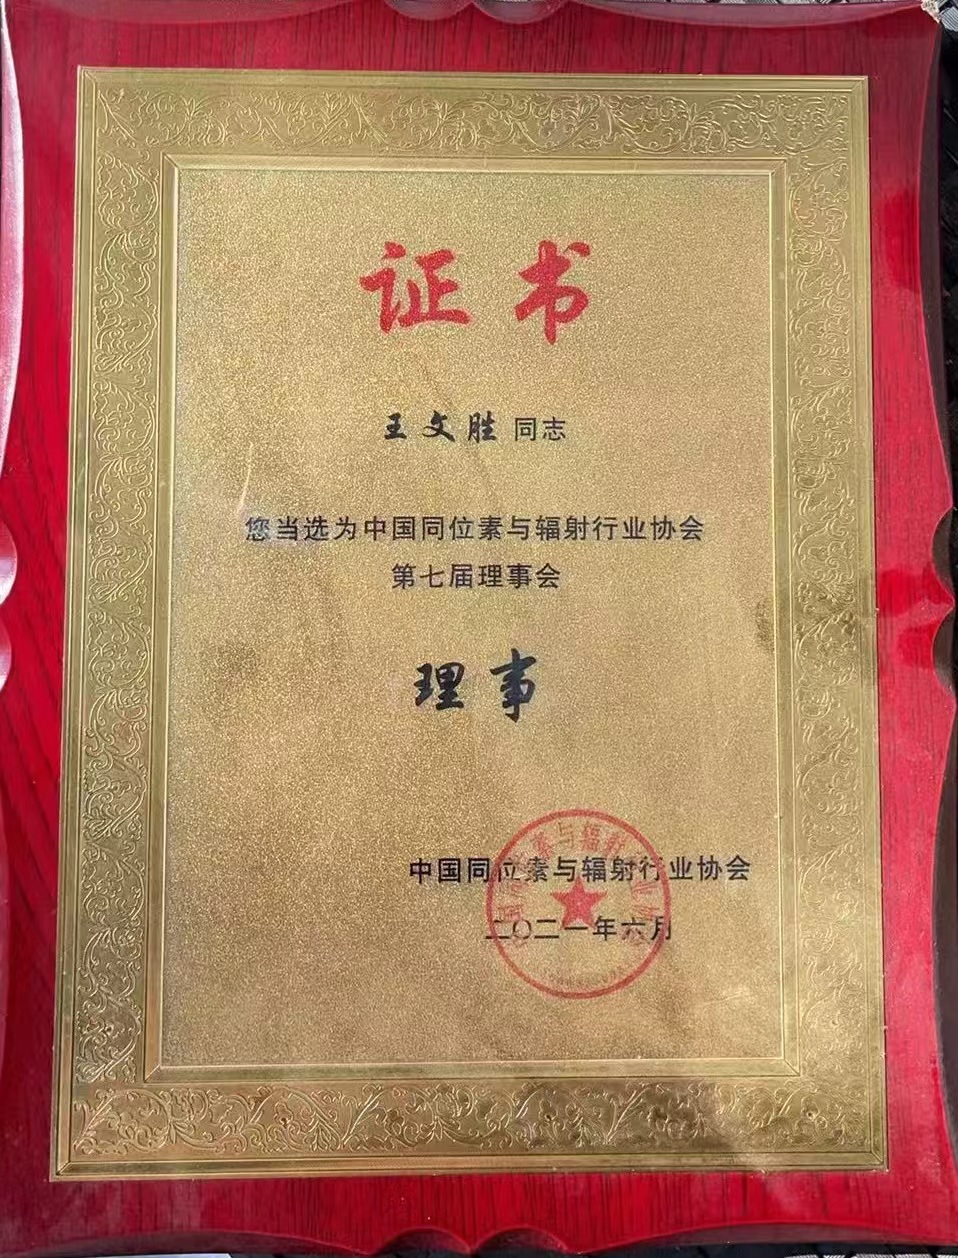 证书
王文胜同志
您当选为中国同位素与辐射行业协会
第七届理事会
理事
中国同位素与辐射行业协会
二〇二一年六月